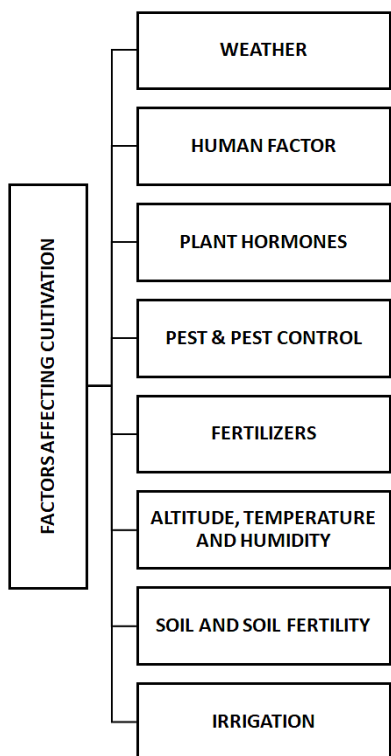 FACTORS AFFECTING CULTIVATION
WEATHER
HUMAN FACTOR
PLANT HORMONES
PEST & PEST CONTROL
FERTILIZERS
ALTITUDE, TEMPERATURE
AND HUMIDITY
SOIL AND SOIL FERTILITY
IRRIGATION